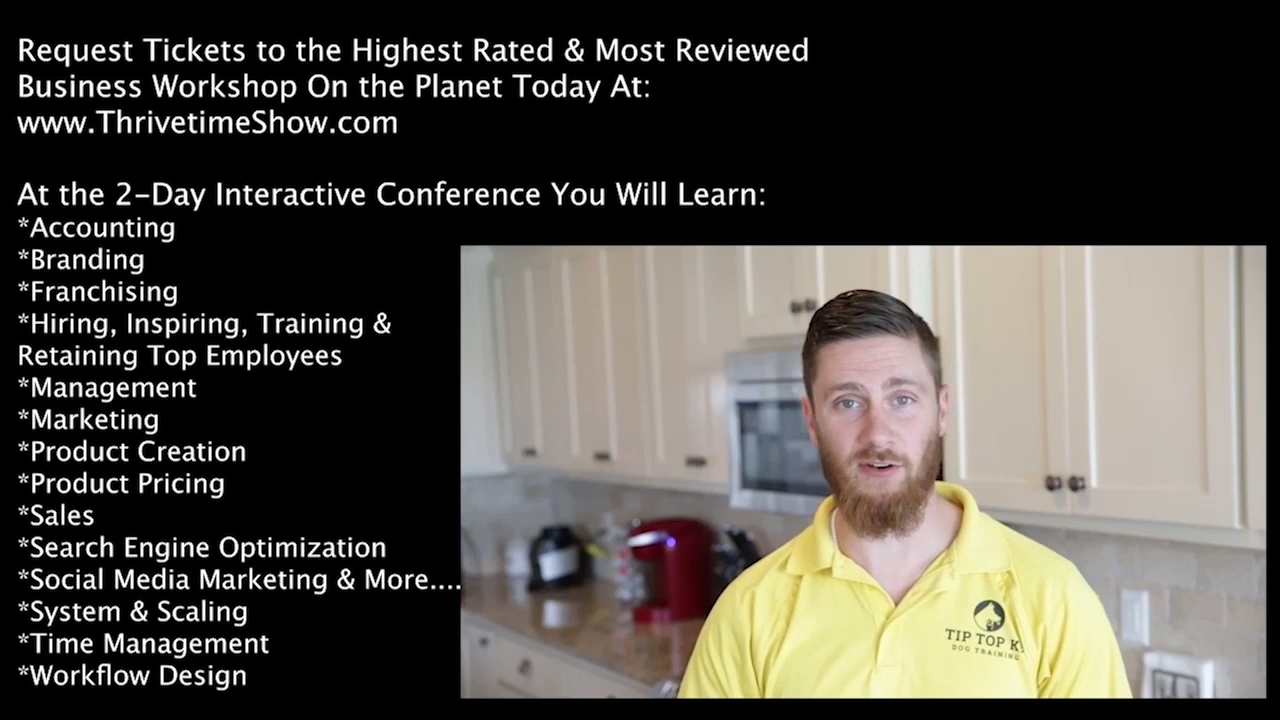 Request Tickets to the Highest Rated & Most Reviewed
Business Workshop On the Planet Today At:
www.ThrivetimeShow.com
At the 2-Day Interactive Conference You Will Learn:
*Accounting
*Branding
*Franchising
*Hiring, Inspiring, Training &
Retaining Top Employees
*Management
*Marketing
*Product Creation
*Product Pricing
*Sales
*Search Engine Optimization
*Social Media Marketing & More....
*System & Scaling
*Time Management
*Workflow Design
TIP TOP K
DOG TRAINING